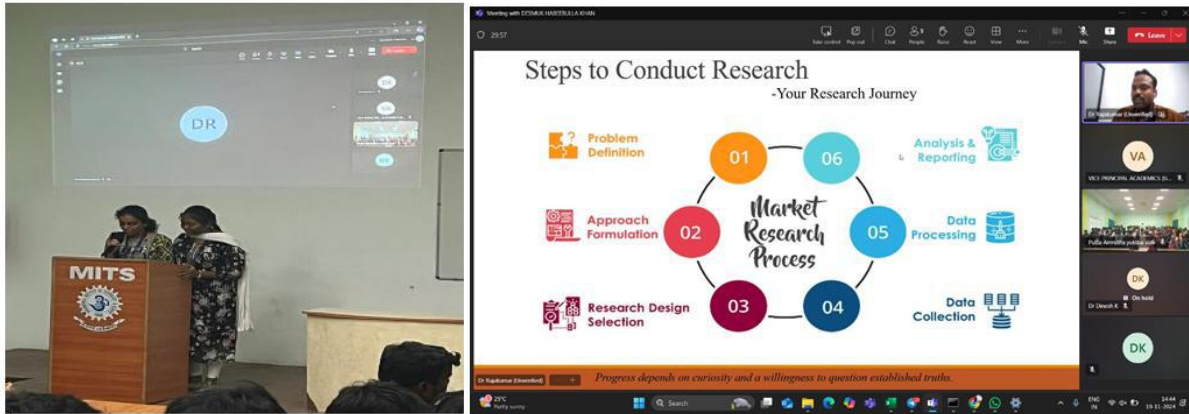 DR
DK
MITS
Meeting with DESMUK HABEEBULLA KHAN
29:57
Take control
Pop out
Chat
People
Raise
React
View
More
Mic
Share
Leave
Steps to Conduct Research
-Your Research Journey
Problem
Definition
01
06
Analysis &
Reporting
Approach
Formulation
02
Market
Research
Process
05
Data
Processing
Research Design
Selection
03
04
Data
Collection
Progress depends on curiosity and a willingness to question established truths.
Dr Rajakumar (Unverified)
Dr Rajakumar (Unverified)
VA
VICE PRINCIPAL ACADEMICS
DK
On hold
Dr Dinesh K
DK
25°C
Partly sunny
Search
ENG
IN
14:44
19-11-2024